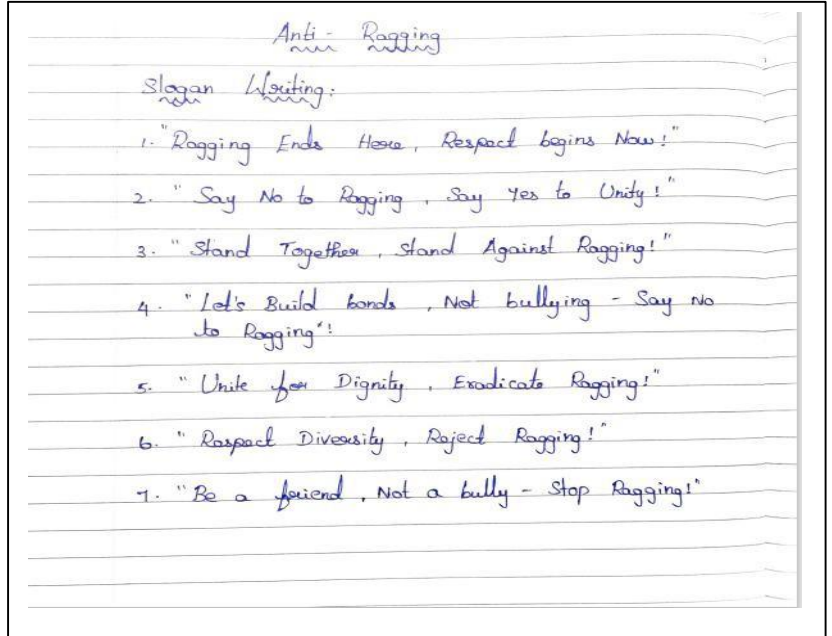 Anti - Ragging
Slogan Writing:
1. "Ragging Ends Here, Respect begins Now!"
2. "Say No to Ragging, Say Yes to Unity!"
3. "Stand Together, Stand Against Ragging!"
4. "Let's Build bonds, Not bullying - Say No
to Ragging"!
5. "Unite for Dignity, Eradicate Ragging!"
6. "Respect Diversity, Reject Ragging!"
7. "Be a friend, Not a bully - Stop Ragging!"